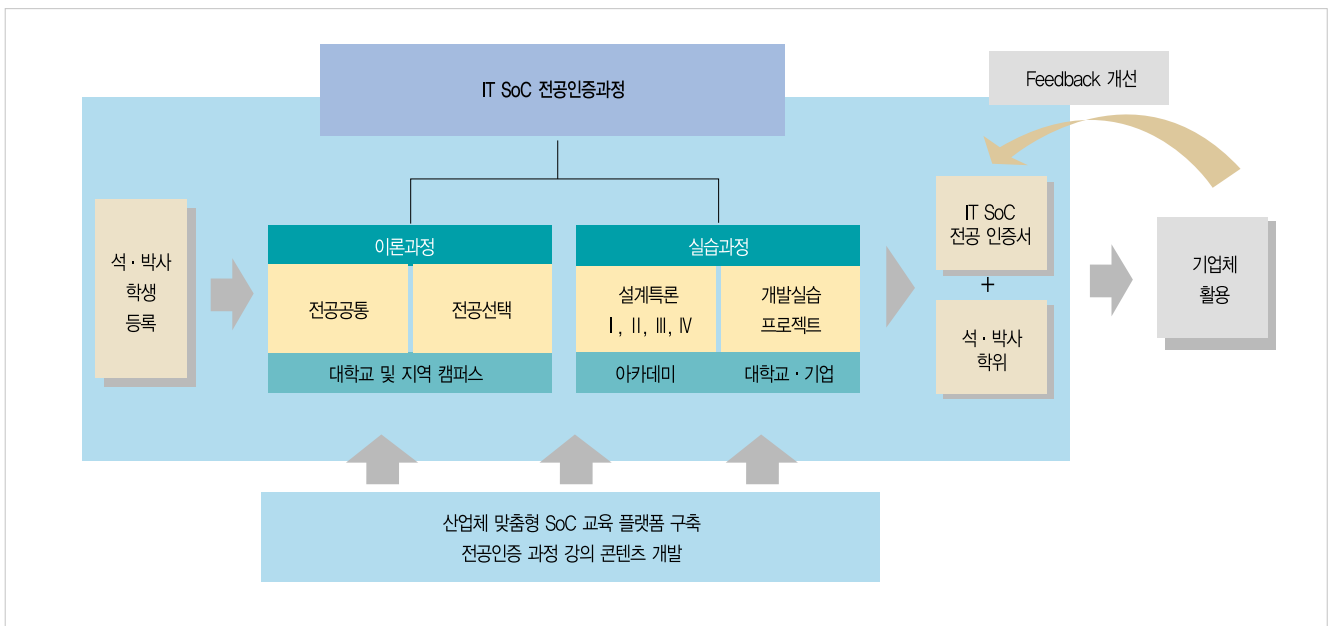 IT SoC 전공인증과정
Feedback 개선
석·박사
학생
등록
이론과정
전공공통
전공선택
대학교 및 지역 캠퍼스
실습과정
설계특론
Ⅰ, Ⅱ, Ⅲ, Ⅳ
개발실습
프로젝트
아카데미
대학교·기업
IT SoC
전공 인증서
+
석·박사
학위
기업체
활용
산업체 맞춤형 SoC 교육 플랫폼 구축
전공인증 과정 강의 콘텐츠 개발